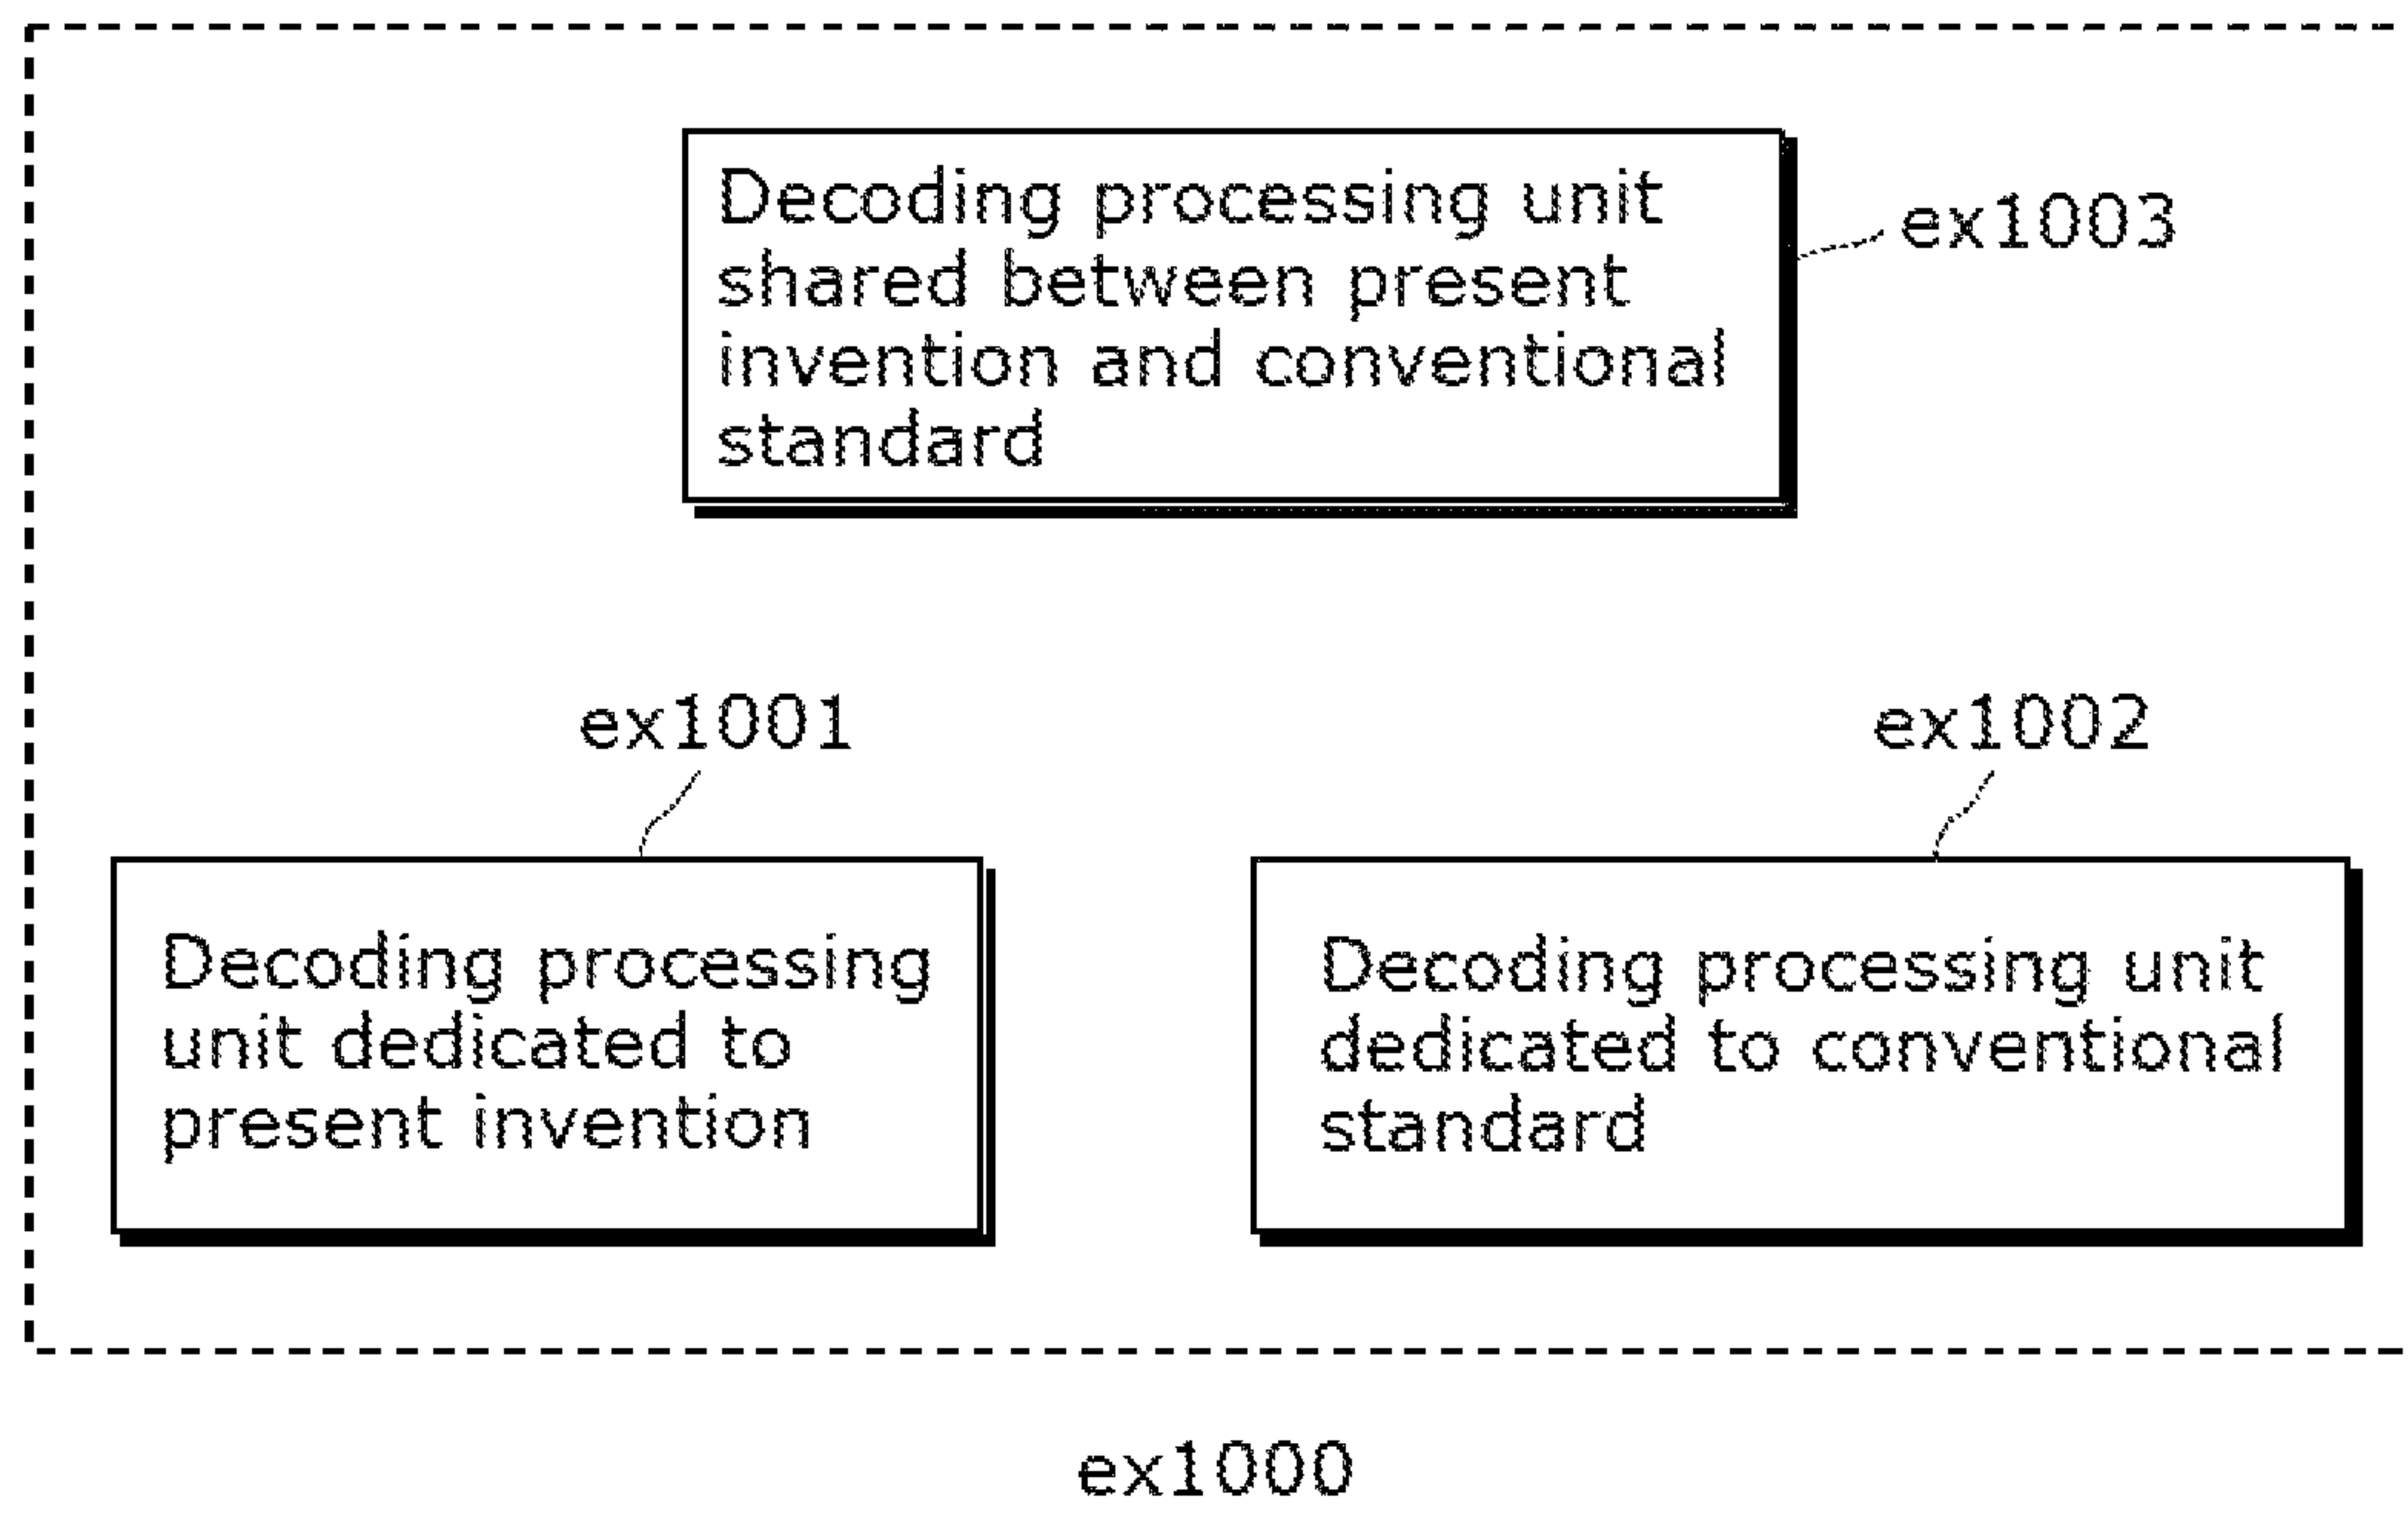 Decoding processing unit
shared between present
invention and conventional
standard
ex1003
ex1001
ex1002
Decoding processing
unit dedicated to
present invention
Decoding processing unit
dedicated to conventional
standard
ex1000